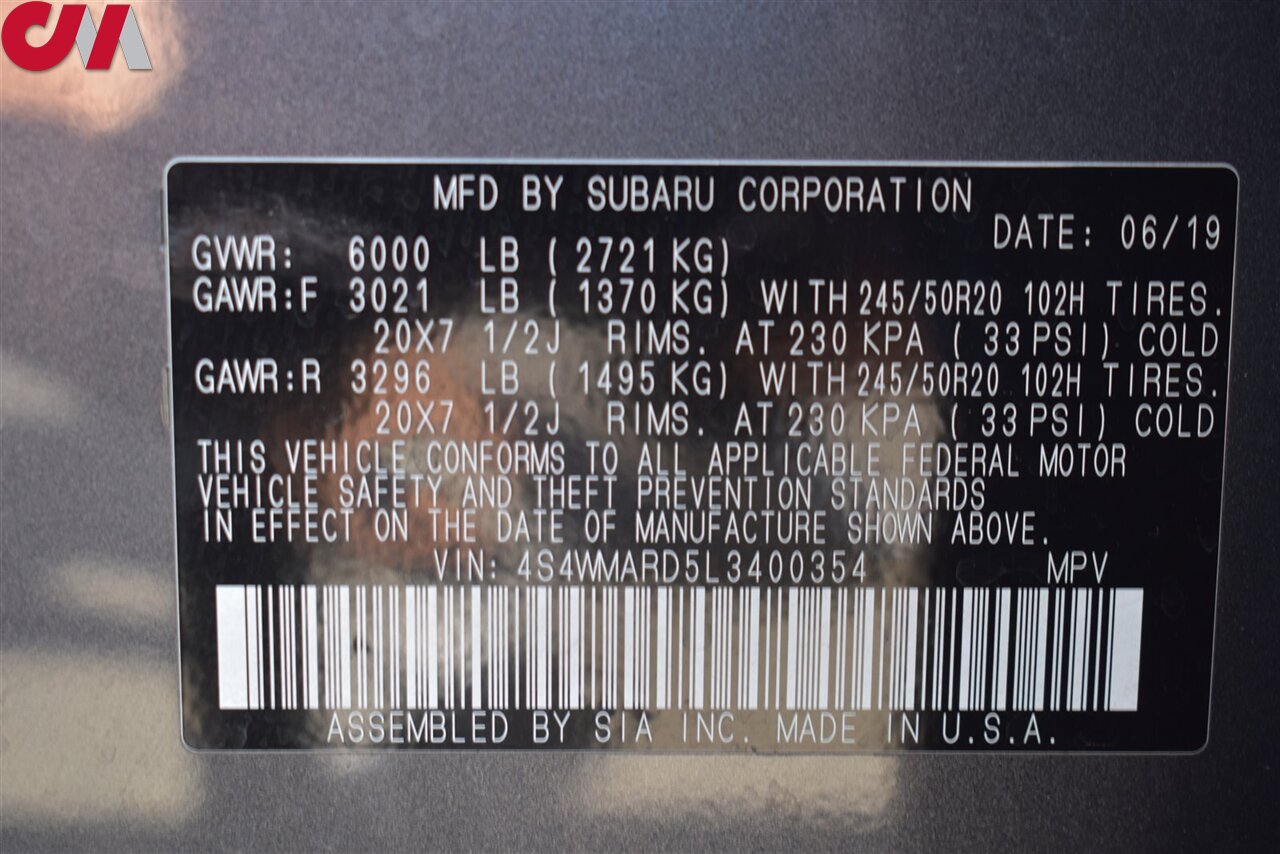 CMA
MFD BY SUBARU CORPORATION
DATE: 06/19
GVWR: 6000 LB ( 2721 KG)
GAWR:F 3021 LB ( 1370 KG) WITH 245/50R20 102H TIRES.
20X7 1/2J RIMS. AT 230 KPA ( 33 PSI) COLD
GAWR:R 3296 LB ( 1495 KG) WITH 245/50R20 102H TIRES.
20X7 1/2J RIMS. AT 230 KPA ( 33 PSI) COLD
THIS VEHICLE CONFORMS TO ALL APPLICABLE FEDERAL MOTOR
VEHICLE SAFETY AND THEFT PREVENTION STANDARDS
IN EFFECT ON THE DATE OF MANUFACTURE SHOWN ABOVE.
VIN: 4S4WMARD5L3400354 MPV
ASSEMBLED BY SIA INC. MADE IN U.S.A.